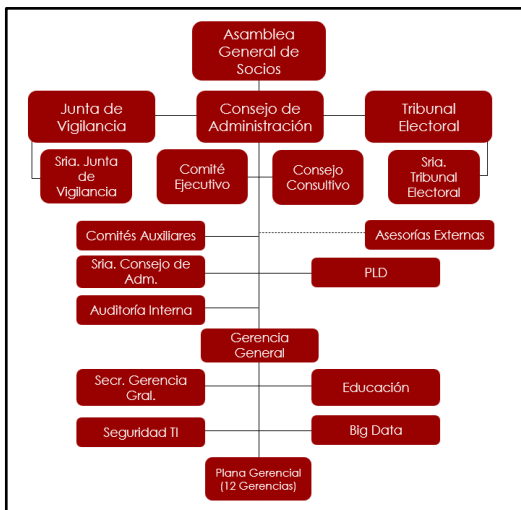 Asamblea
General de
Socios
Junta de
Vigilancia
Consejo de
Administración
Tribunal
Electoral
Sria. Junta
de
Vigilancia
Comité
Ejecutivo
Consejo
Consultivo
Sria.
Tribunal
Electoral
Comités Auxiliares
Asesorías Externas
Sria. Consejo de
Adm.
PLD
Auditoría Interna
Gerencia
General
Secr. Gerencia
Gral.
Educación
Seguridad TI
Big Data
Plana Gerencial
(12 Gerencias)